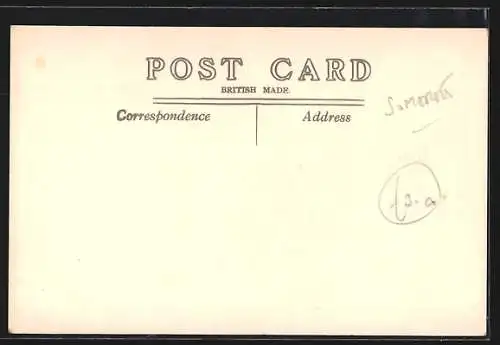 POST CARD
BRITISH MADE.
Correspondence
Address